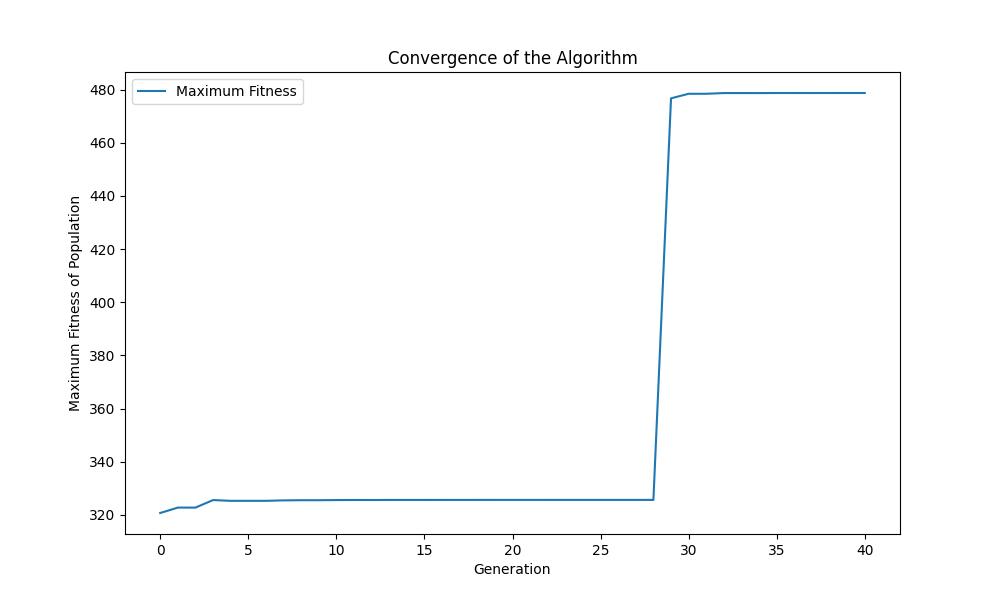 Convergence of the Algorithm
Maximum Fitness
Maximum Fitness of Population
480
460
440
420
400
380
360
340
320
0 5 10 15 20 25 30 35 40
Generation